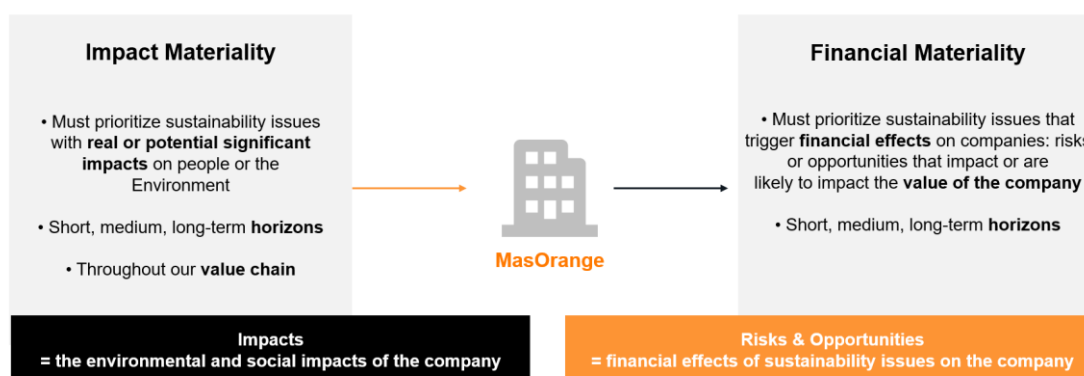 Impact Materiality
• Must prioritize sustainability issues
with real or potential significant
impacts on people or the
Environment
• Short, medium, long-term horizons
• Throughout our value chain
MasOrange
Financial Materiality
• Must prioritize sustainability issues that
trigger financial effects on companies: risks
or opportunities that impact or are
likely to impact the value of the company
• Short, medium, long-term horizons
Impacts
= the environmental and social impacts of the company
Risks & Opportunities
= financial effects of sustainability issues on the company